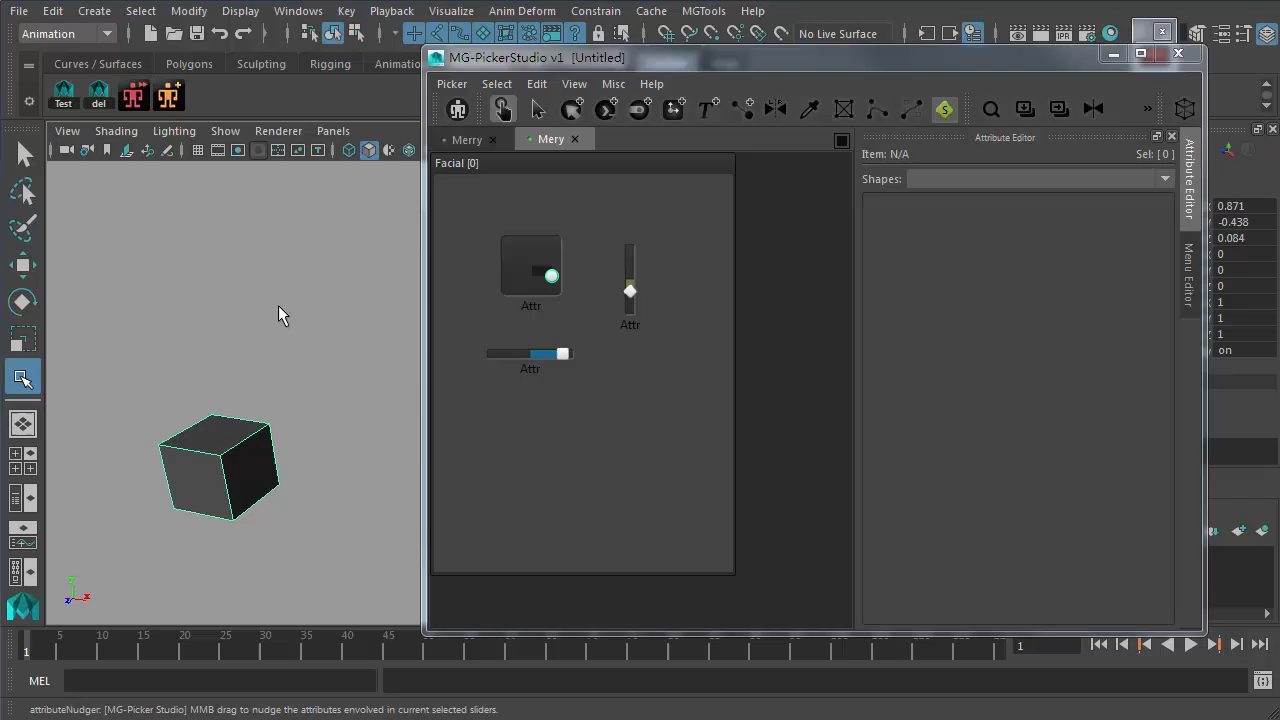 File Edit Create Select Modify Display Windows Key Playback Visualize Anim Deform Constrain Cache MGTools Help
Animation No Live Surface
Curves / Surfaces Polygons Sculpting Rigging Animatio
MG-PickerStudio v1 [Untitled]
Test del
Picker Select Edit View Misc Help
S
View Shading Lighting Show Renderer Panels
Merry Mery
Attribute Editor
Facial [0]
Item: N/A Sel: [ 0 ]
Shapes:
Attribute Editor
Menu Editor
Attr
Attr
Attr
0.871
-0.438
0.084
0
0
0
1
1
1
on
5 10 15 20 25 30 35 40 45
1
1
MEL
attributeNudger: [MG-Picker Studio] MMB drag to nudge the attributes envolved in current selected sliders.